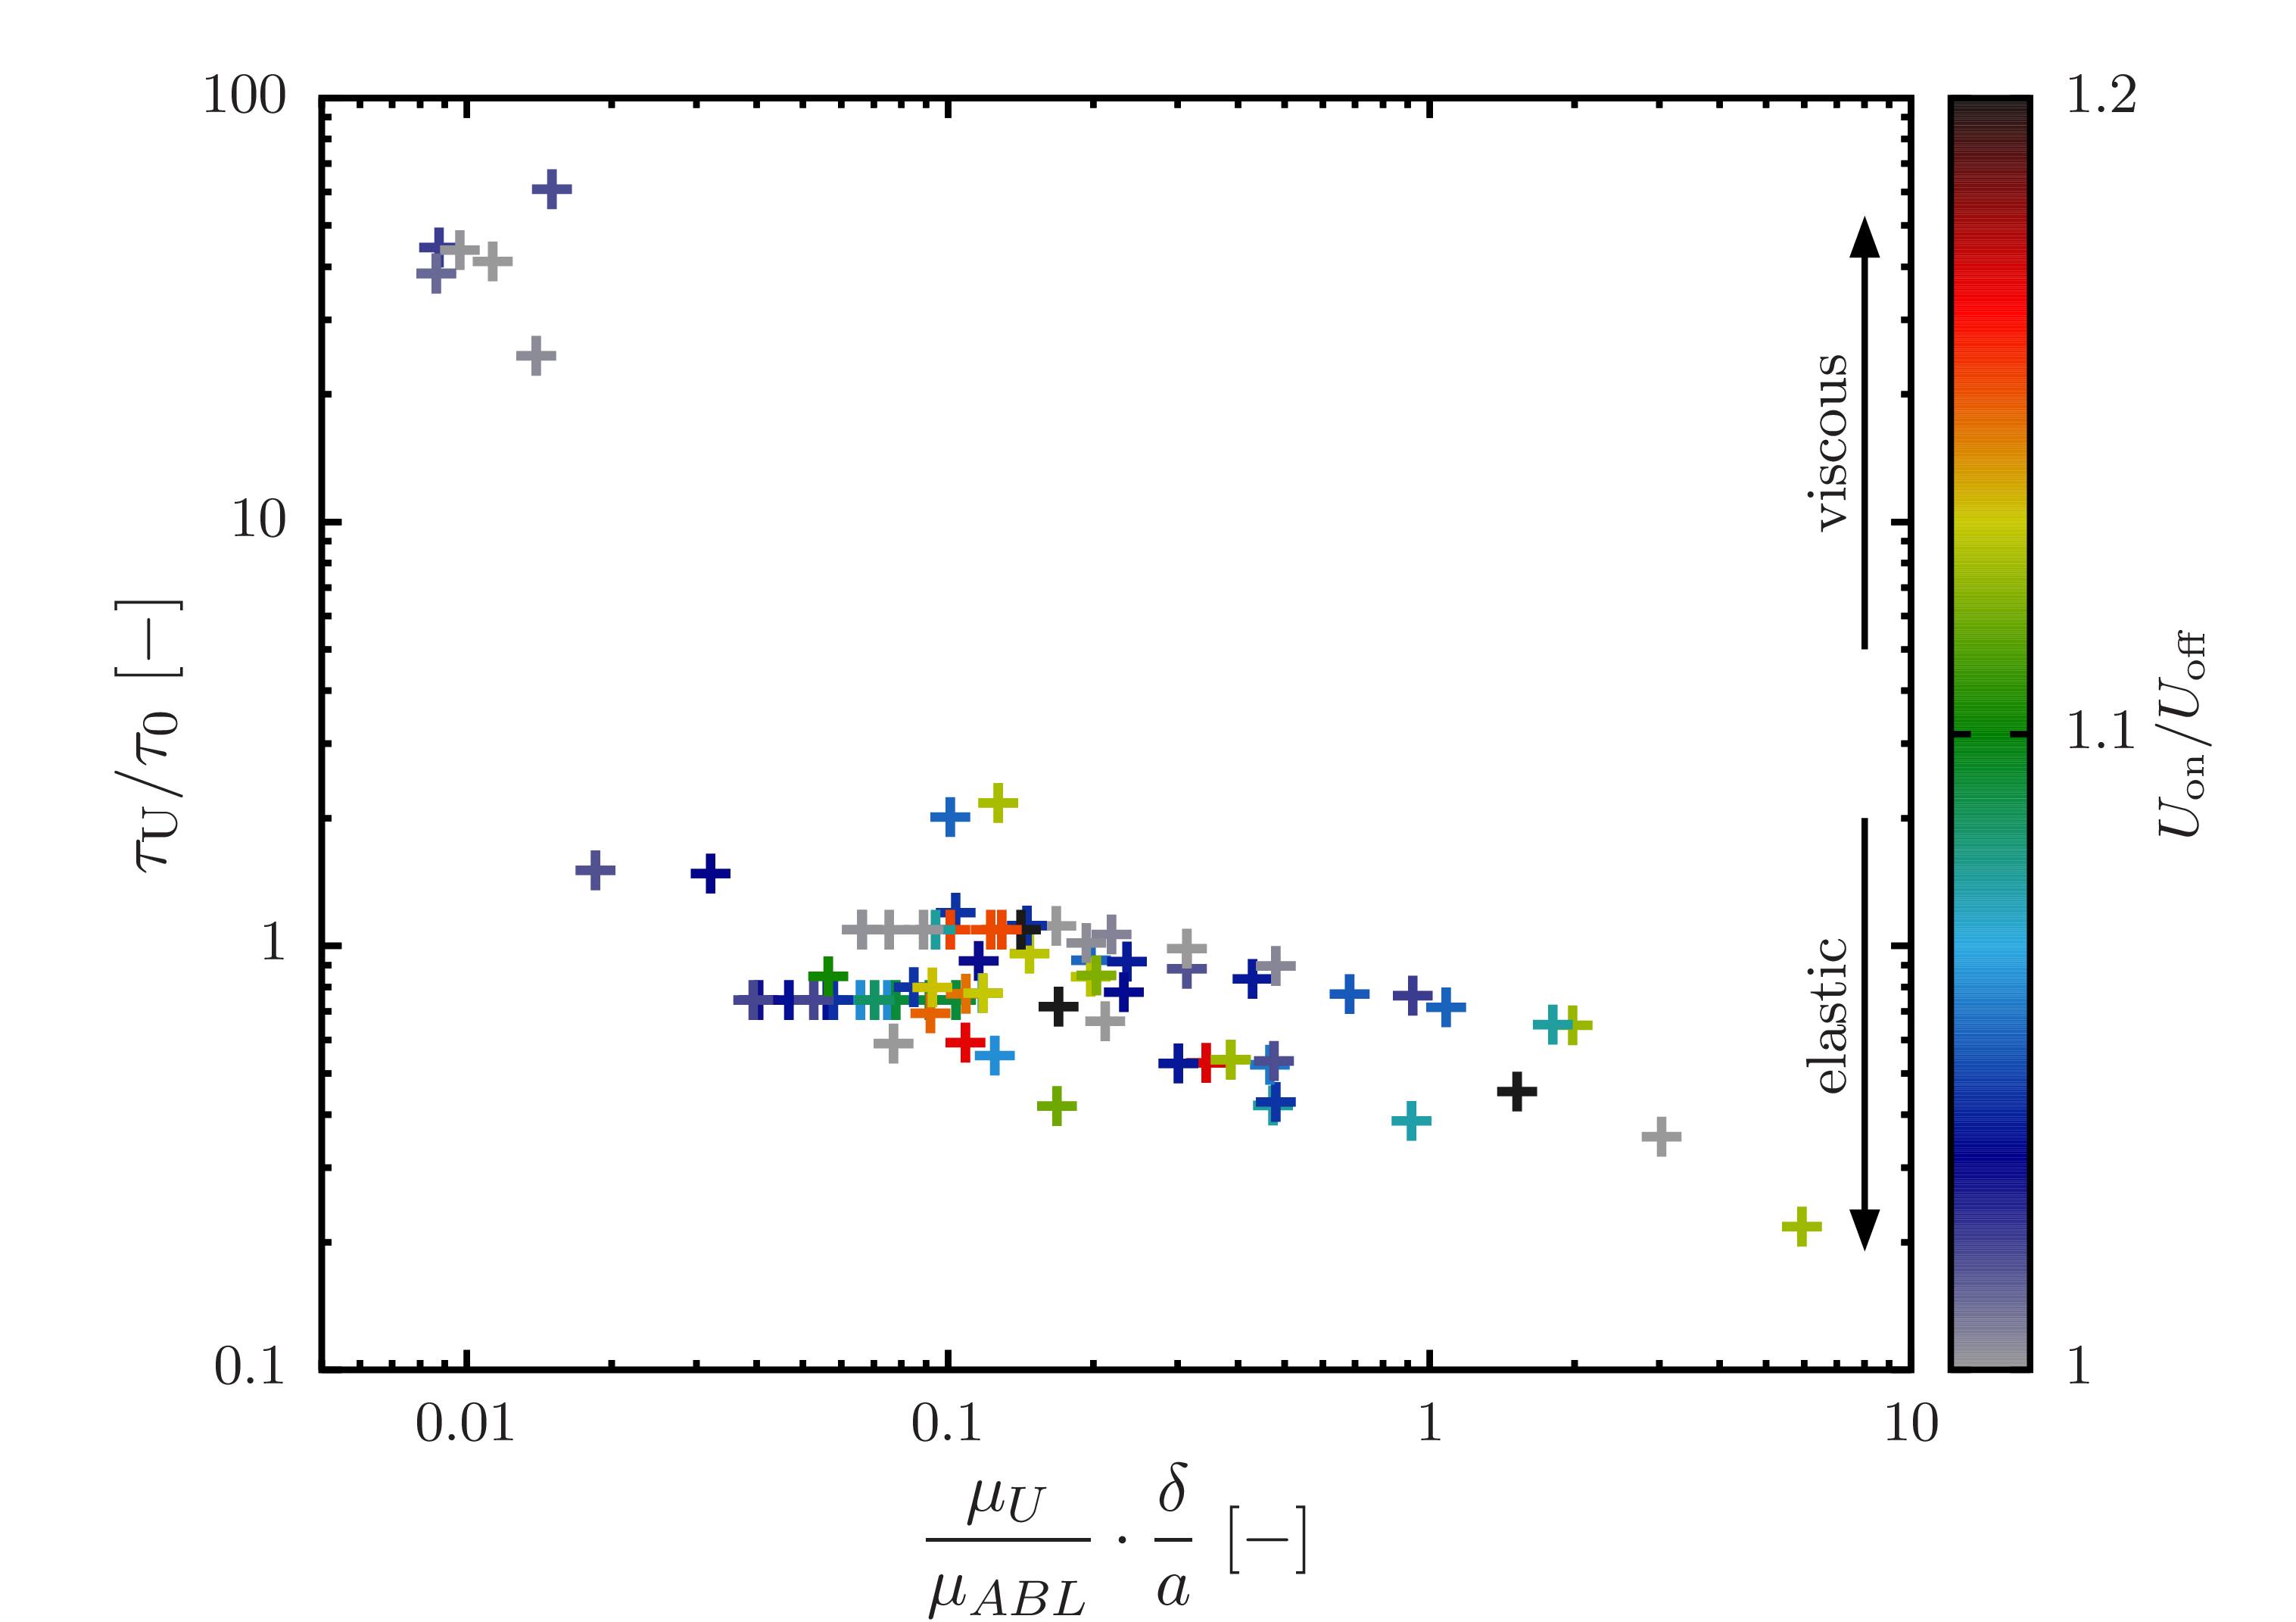 100
10
1
0.1
τU/τ0 [−]
0.01
0.1
1
10
μU/μABL · δ/a [−]
viscous
elastic
1.2
1.1
1
Uon/Uoff